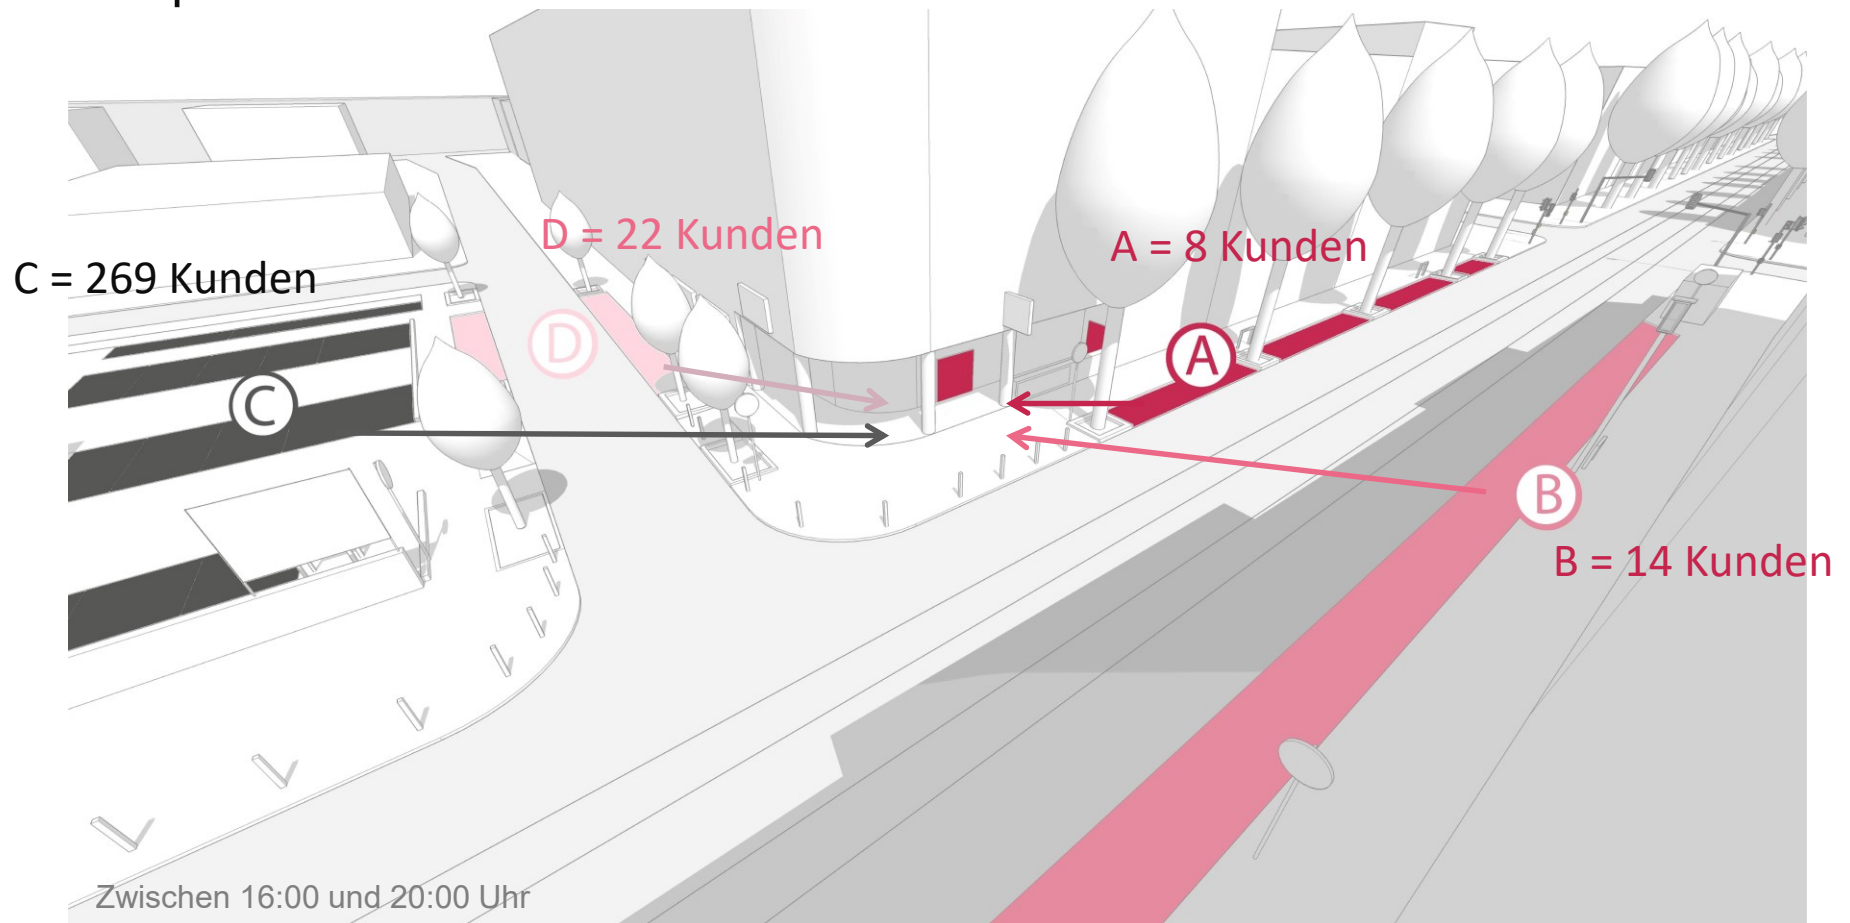 D = 22 Kunden
A = 8 Kunden
C = 269 Kunden
D
A
C
B
B = 14 Kunden
Zwischen 16:00 und 20:00 Uhr